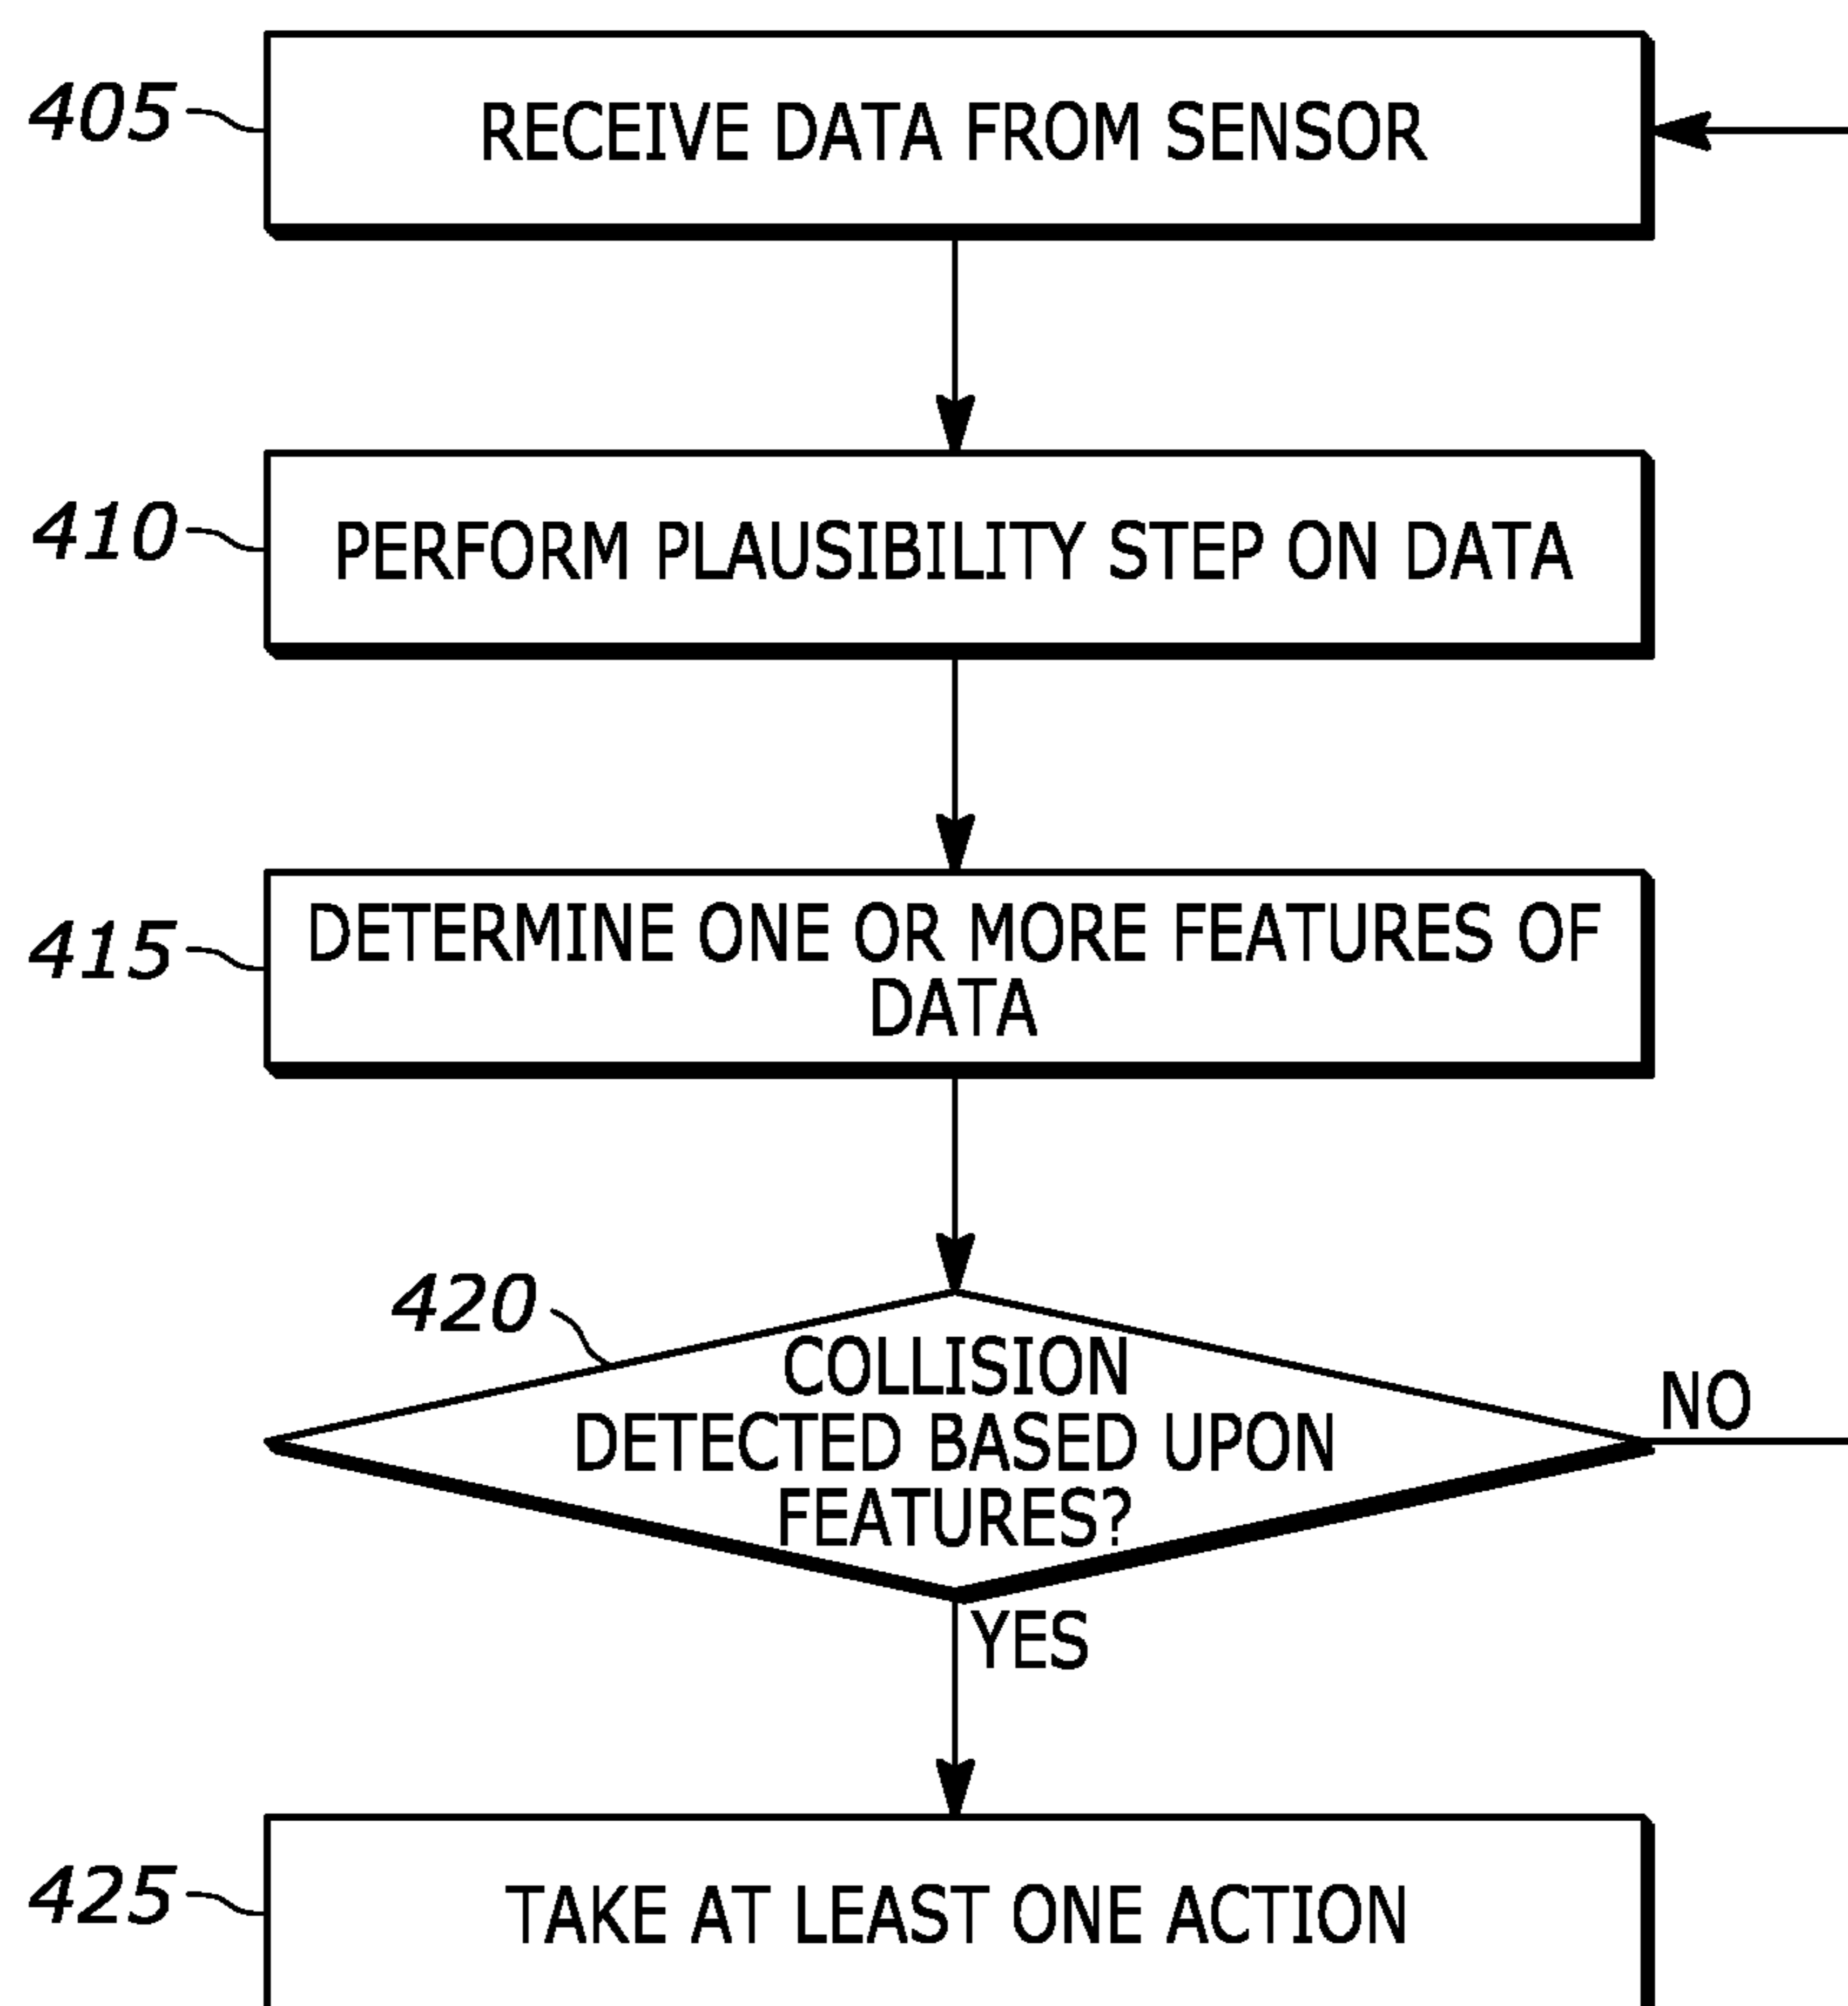 405
RECEIVE DATA FROM SENSOR
410
PERFORM PLAUSIBILITY STEP ON DATA
415
DETERMINE ONE OR MORE FEATURES OF
DATA
420
COLLISION
DETECTED BASED UPON
FEATURES?
NO
YES
425
TAKE AT LEAST ONE ACTION